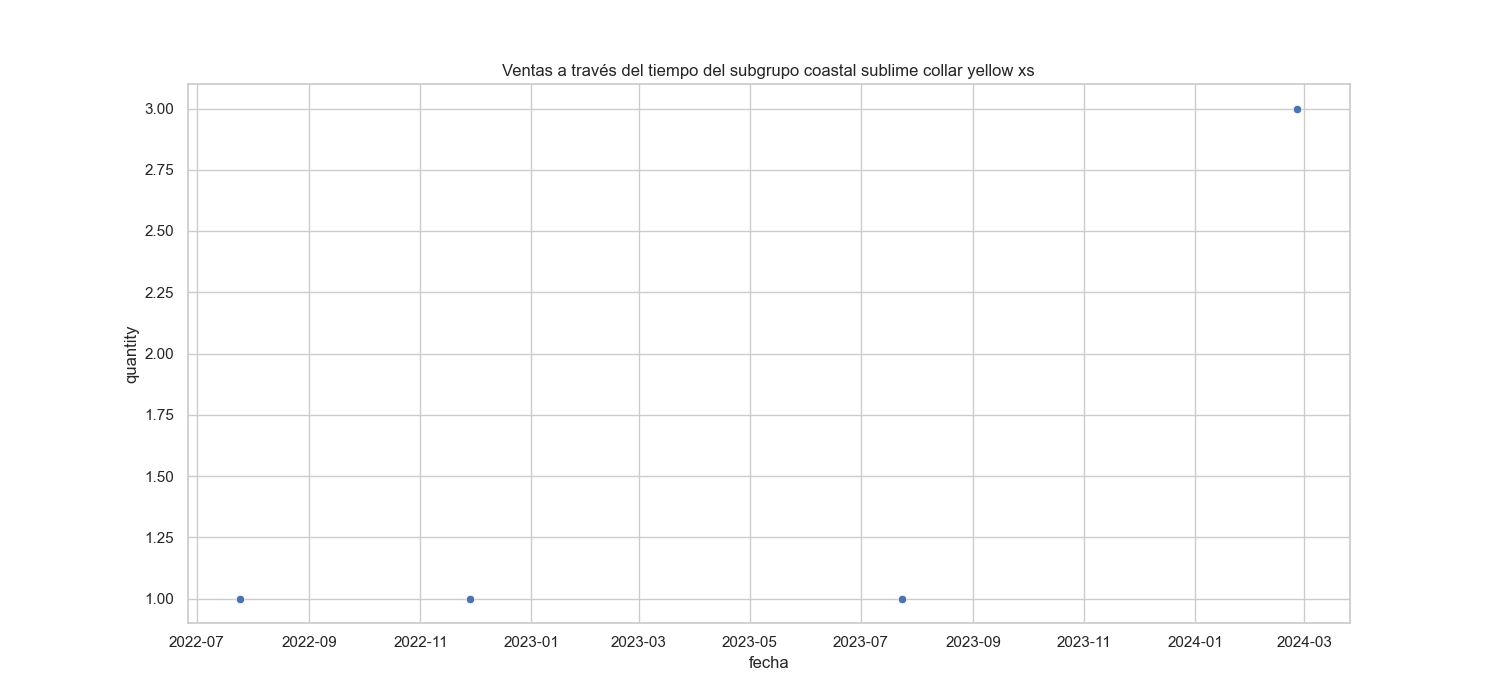 Ventas a través del tiempo del subgrupo coastal sublime collar yellow xs
3.00
2.75
2.50
2.25
2.00
1.75
1.50
1.25
1.00
quantity
2022-07 2022-09 2022-11 2023-01 2023-03 2023-05 2023-07 2023-09 2023-11 2024-01 2024-03
fecha